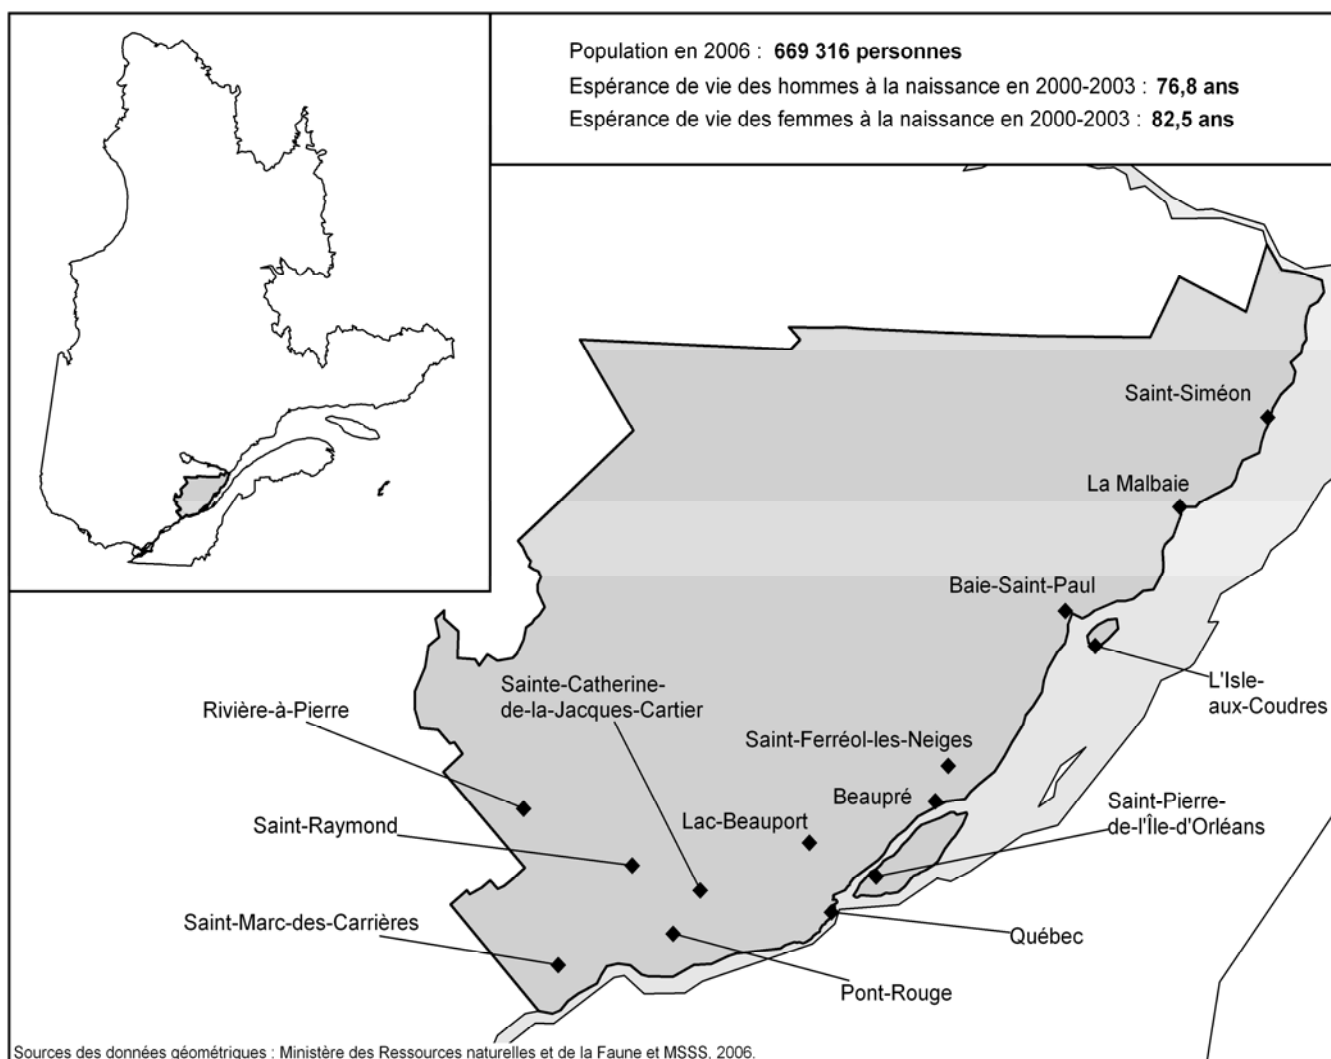 Population en 2006 : 669 316 personnes
Espérance de vie des hommes à la naissance en 2000-2003 : 76,8 ans
Espérance de vie des femmes à la naissance en 2000-2003 : 82,5 ans
Saint-Siméon
La Malbaie
Baie-Saint-Paul
L'Isle-
aux-Coudres
Sainte-Catherine-
de-la-Jacques-Cartier
Rivière-à-Pierre
Saint-Ferréol-les-Neiges
Beaupré
Saint-Pierre-
de-l'Île-d'Orléans
Lac-Beauport
Saint-Raymond
Saint-Marc-des-Carrières
Québec
Pont-Rouge
Sources des données géométriques : Ministère des Ressources naturelles et de la Faune et MSSS, 2006.